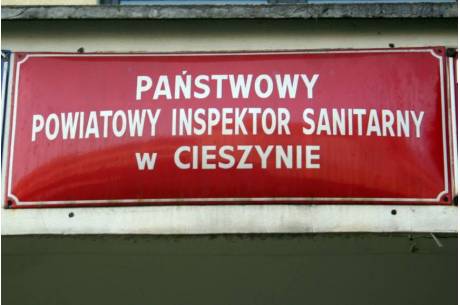 PAŃSTWOWY
POWIATOWY INSPEKTOR SANITARNY
w CIESZYNIE